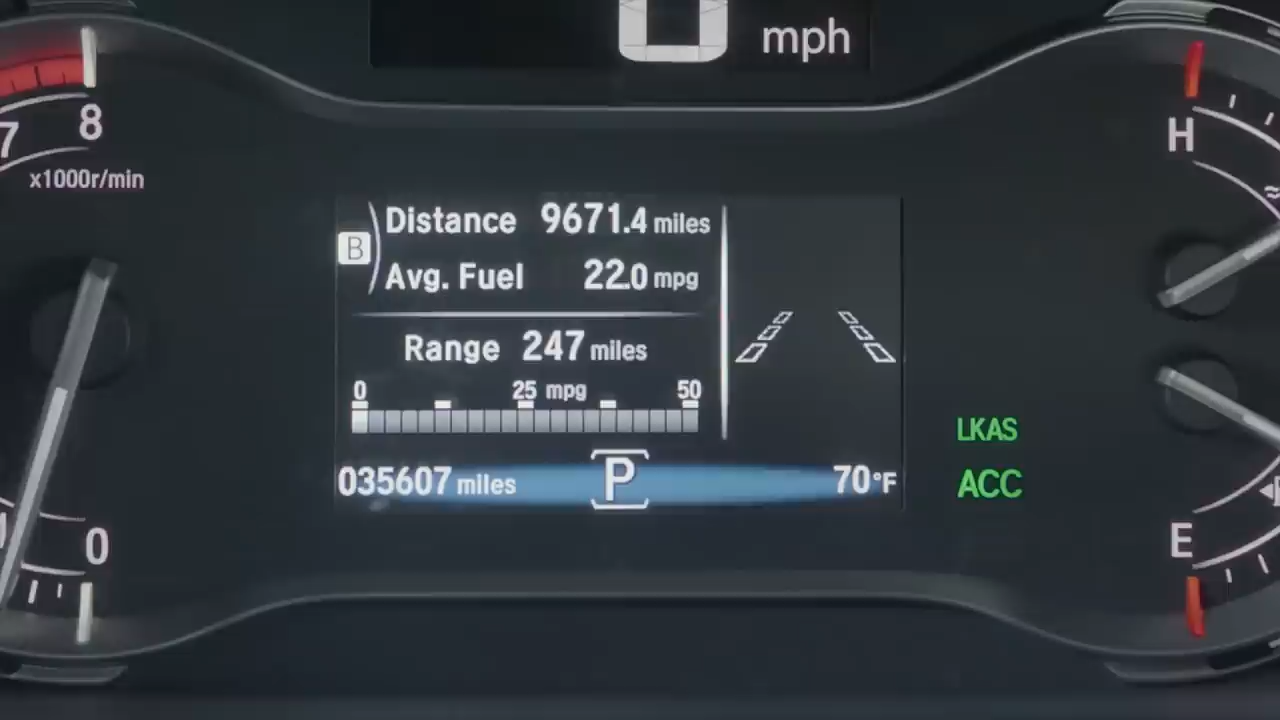 0 mph
7 8
x1000r/min
H
B
Distance 9671.4 miles
Avg. Fuel 22.0 mpg
Range 247 miles
0 25 mpg 50
LKAS
035607 miles P 70°F
ACC
0
E